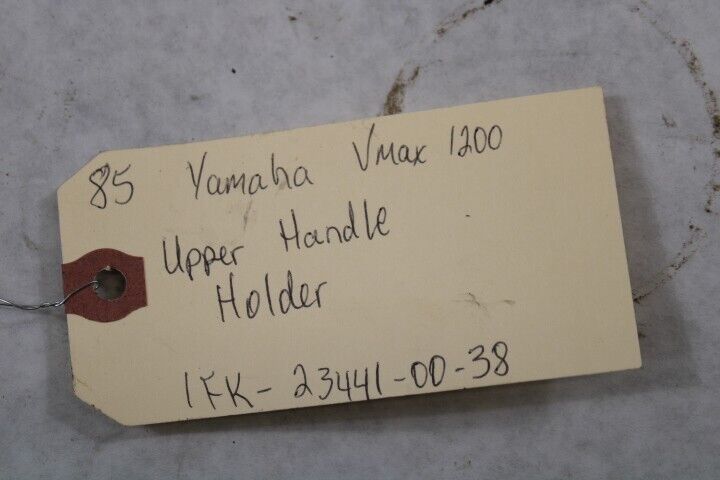 85 Yamaha Vmax 1200
Upper Handle
Holder
1FK-23441-00-38